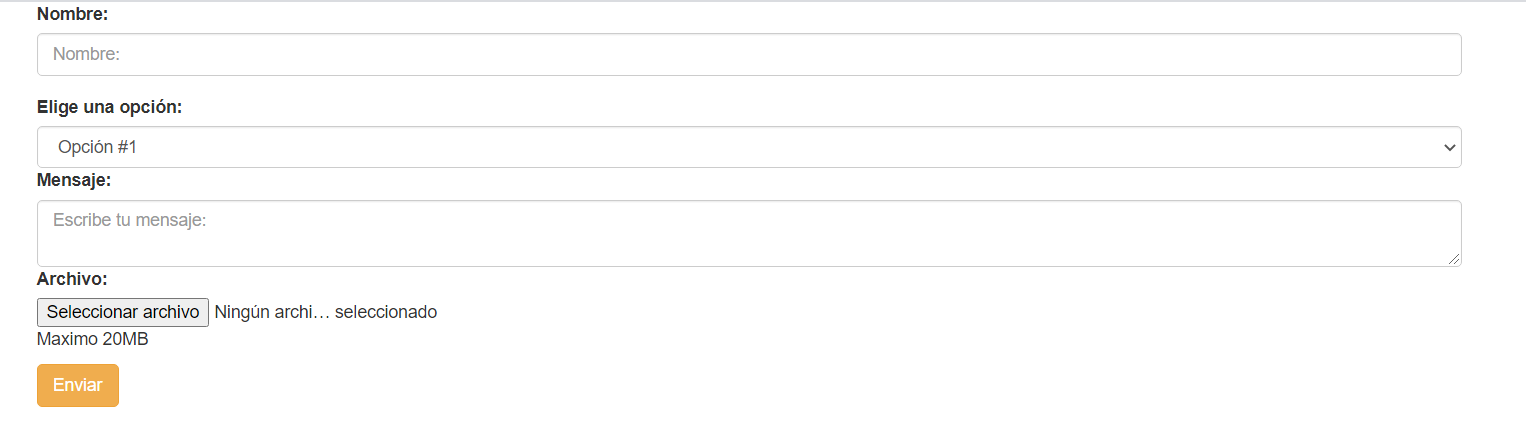 Nombre:
Nombre:
Elige una opción:
Opción #1
Mensaje:
Escribe tu mensaje:
Archivo:
Seleccionar archivo Ningún archi… seleccionado
Maximo 20MB
Enviar